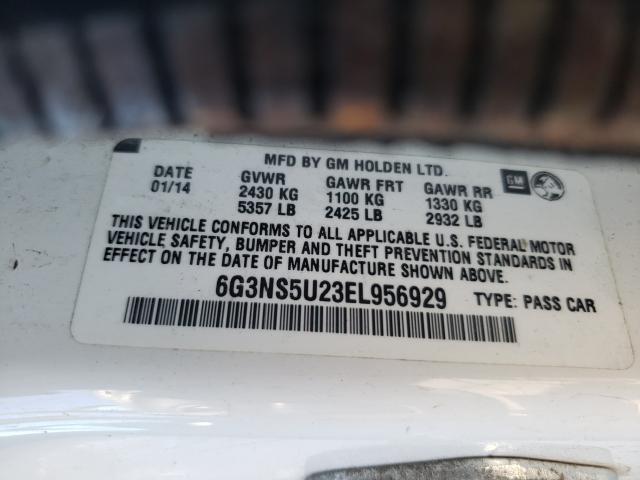 MFD BY GM HOLDEN LTD.
DATE GVWR GAWR FRT GAWR RR GM
01/14 2430 KG 1100 KG 1330 KG
5357 LB 2425 LB 2932 LB
THIS VEHICLE CONFORMS TO ALL APPLICABLE U.S. FEDERAL MOTOR
VEHICLE SAFETY, BUMPER AND THEFT PREVENTION STANDARDS IN
EFFECT ON THE DATE OF MANUFACTURE SHOWN ABOVE.
6G3NS5U23EL956929 TYPE: PASS CAR